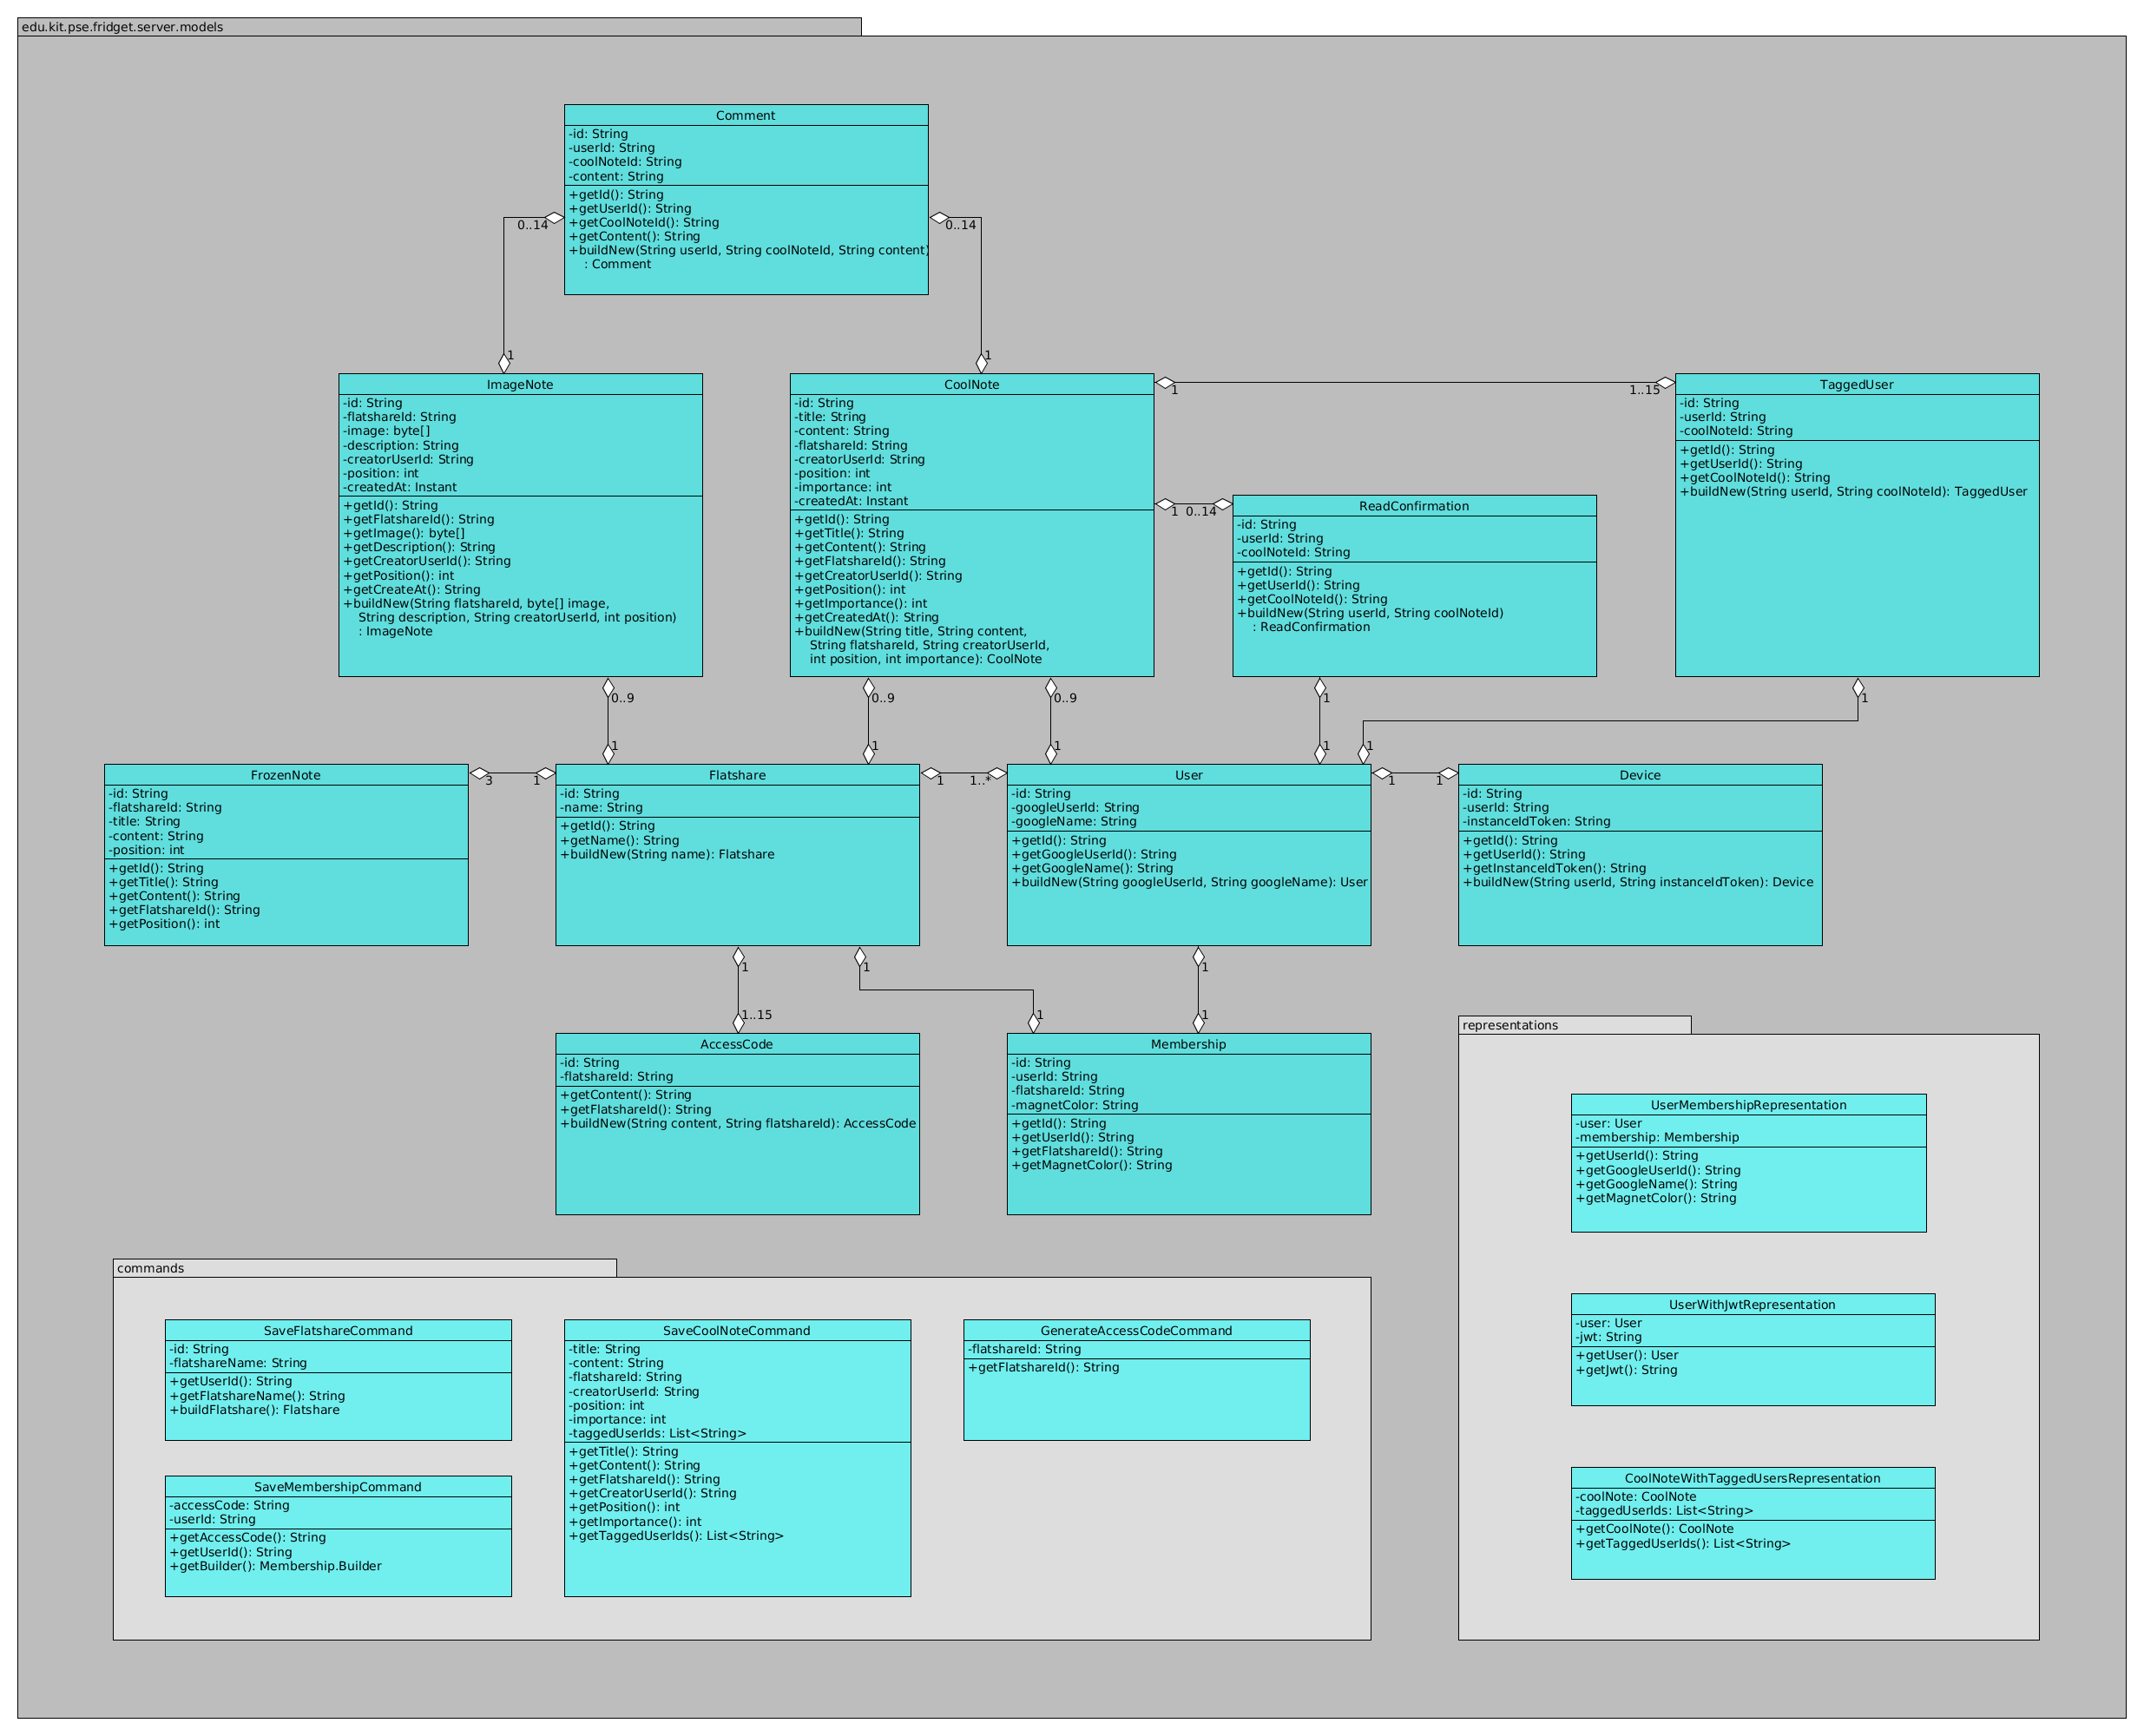 edu.kit.pse.fridget.server.models
Comment
-id: String
-userId: String
-coolNoteId: String
-content: String
+getId(): String
+getUserId(): String
+getCoolNoteId(): String
+getContent(): String
+buildNew(String userId, String coolNoteId, String content)
: Comment
0..14
0..14
1
1
ImageNote
-id: String
-flatshareId: String
-image: byte[]
-description: String
-creatorUserId: String
-position: int
-createdAt: Instant
+getId(): String
+getFlatshareId(): String
+getImage(): byte[]
+getDescription(): String
+getCreatorUserId(): String
+getPosition(): int
+getCreateAt(): String
+buildNew(String flatshareId, byte[] image,
String description, String creatorUserId, int position)
: ImageNote
CoolNote
-id: String
-title: String
-content: String
-flatshareId: String
-creatorUserId: String
-position: int
-importance: int
-createdAt: Instant
+getId(): String
+getTitle(): String
+getContent(): String
+getFlatshareId(): String
+getCreatorUserId(): String
+getPosition(): int
+getImportance(): int
+getCreatedAt(): String
+buildNew(String title, String content,
String flatshareId, String creatorUserId,
int position, int importance): CoolNote
1
1..15
1
0..14
ReadConfirmation
-id: String
-userId: String
-coolNoteId: String
+getId(): String
+getUserId(): String
+getCoolNoteId(): String
+buildNew(String userId, String coolNoteId)
: ReadConfirmation
TaggedUser
-id: String
-userId: String
-coolNoteId: String
+getId(): String
+getUserId(): String
+getCoolNoteId(): String
+buildNew(String userId, String coolNoteId): TaggedUser
0..9
0..9
0..9
1
1
1
1
1
1
1
FrozenNote
-id: String
-flatshareId: String
-title: String
-content: String
-position: int
+getId(): String
+getTitle(): String
+getContent(): String
+getFlatshareId(): String
+getPosition(): int
3
1
Flatshare
-id: String
-name: String
+getId(): String
+getName(): String
+buildNew(String name): Flatshare
1
1..*
User
-id: String
-googleUserId: String
-googleName: String
+getId(): String
+getGoogleUserId(): String
+getGoogleName(): String
+buildNew(String googleUserId, String googleName): User
1
1
Device
-id: String
-userId: String
-instanceIdToken: String
+getId(): String
+getUserId(): String
+getInstanceIdToken(): String
+buildNew(String userId, String instanceIdToken): Device
1
1
1
1..15
1
1
AccessCode
-id: String
-flatshareId: String
+getContent(): String
+getFlatshareId(): String
+buildNew(String content, String flatshareId): AccessCode
Membership
-id: String
-userId: String
-flatshareId: String
-magnetColor: String
+getId(): String
+getUserId(): String
+getFlatshareId(): String
+getMagnetColor(): String
representations
UserMembershipRepresentation
-user: User
-membership: Membership
+getUserId(): String
+getGoogleUserId(): String
+getGoogleName(): String
+getMagnetColor(): String
UserWithJwtRepresentation
-user: User
-jwt: String
+getUser(): User
+getJwt(): String
CoolNoteWithTaggedUsersRepresentation
-coolNote: CoolNote
-taggedUserIds: List<String>
+getCoolNote(): CoolNote
+getTaggedUserIds(): List<String>
commands
SaveFlatshareCommand
-id: String
-flatshareName: String
+getUserId(): String
+getFlatshareName(): String
+buildFlatshare(): Flatshare
SaveMembershipCommand
-accessCode: String
-userId: String
+getAccessCode(): String
+getUserId(): String
+getBuilder(): Membership.Builder
SaveCoolNoteCommand
-title: String
-content: String
-flatshareId: String
-creatorUserId: String
-position: int
-importance: int
-taggedUserIds: List<String>
+getTitle(): String
+getContent(): String
+getFlatshareId(): String
+getCreatorUserId(): String
+getPosition(): int
+getImportance(): int
+getTaggedUserIds(): List<String>
GenerateAccessCodeCommand
-flatshareId: String
+getFlatshareId(): String